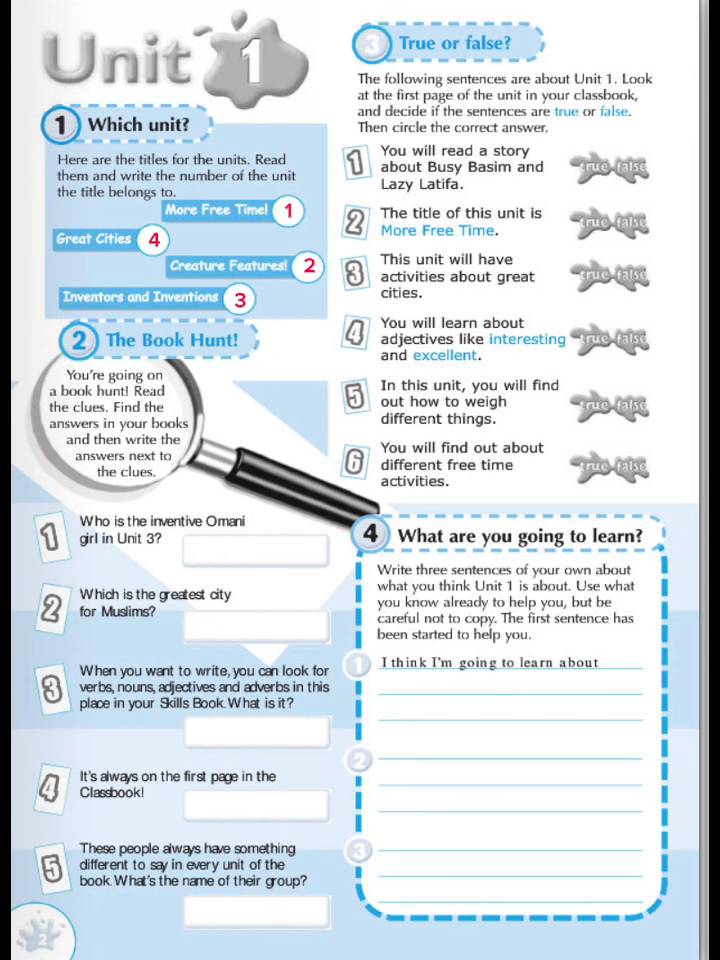 Unit 1
1 Which unit?
Here are the titles for the units. Read
them and write the number of the unit
the title belongs to.
More Free Time! 1
Great Cities 4
Creature Features! 2
Inventors and Inventions 3
2 The Book Hunt!
You're going on
a book hunt! Read
the clues. Find the
answers in your books
and then write the
answers next to
the clues.
1 Who is the inventive Omani
girl in Unit 3?
2 Which is the greatest city
for Muslims?
3 When you want to write, you can look for
verbs, nouns, adjectives and adverbs in this
place in your Skills Book. What is it?
4 It's always on the first page in the
Classbook!
5 These people always have something
different to say in every unit of the
book. What's the name of their group?
2
3 True or false?
The following sentences are about Unit 1. Look
at the first page of the unit in your classbook,
and decide if the sentences are true or false.
Then circle the correct answer.
1 You will read a story
about Busy Basim and
Lazy Latifa.
true false
2 The title of this unit is
More Free Time.
true false
3 This unit will have
activities about great
cities.
true false
4 You will learn about
adjectives like interesting
and excellent.
true false
5 In this unit, you will find
out how to weigh
different things.
true false
6 You will find out about
different free time
activities.
true false
4 What are you going to learn?
Write three sentences of your own about
what you think Unit 1 is about. Use what
you know already to help you, but be
careful not to copy. The first sentence has
been started to help you.
1 I think I'm going to learn about
2
3